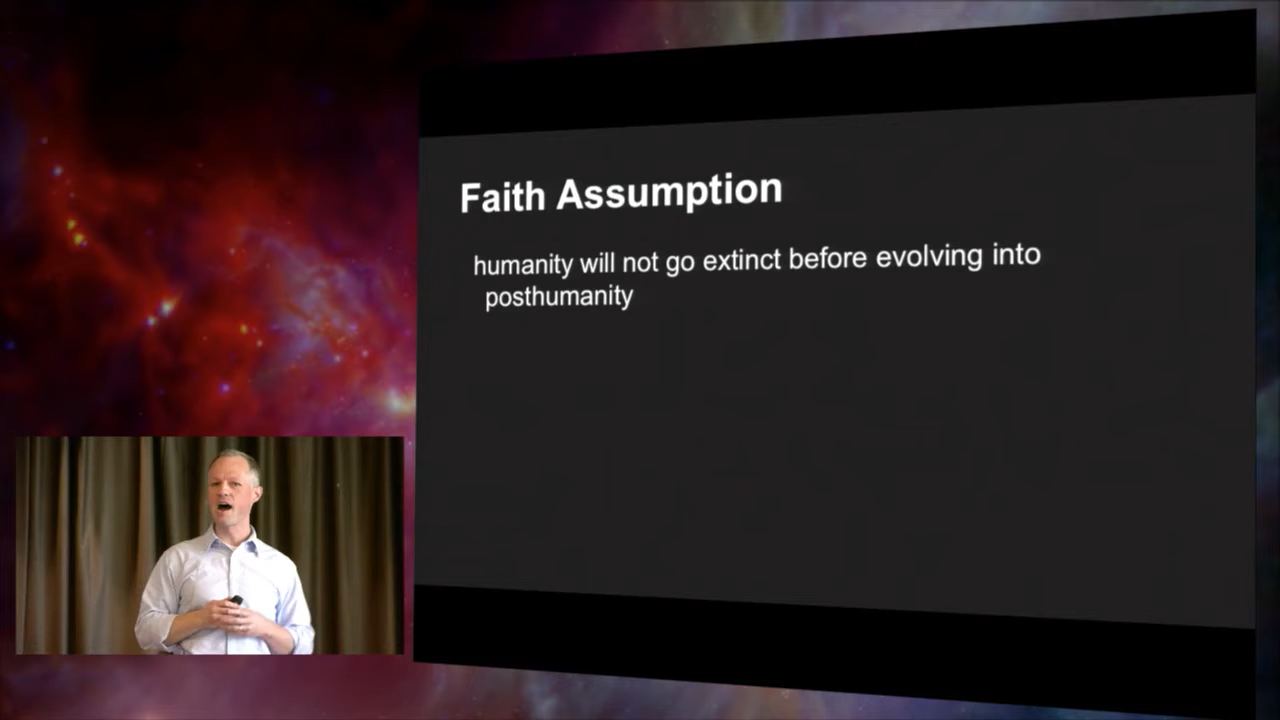 Faith Assumption
humanity will not go extinct before evolving into
posthumanity